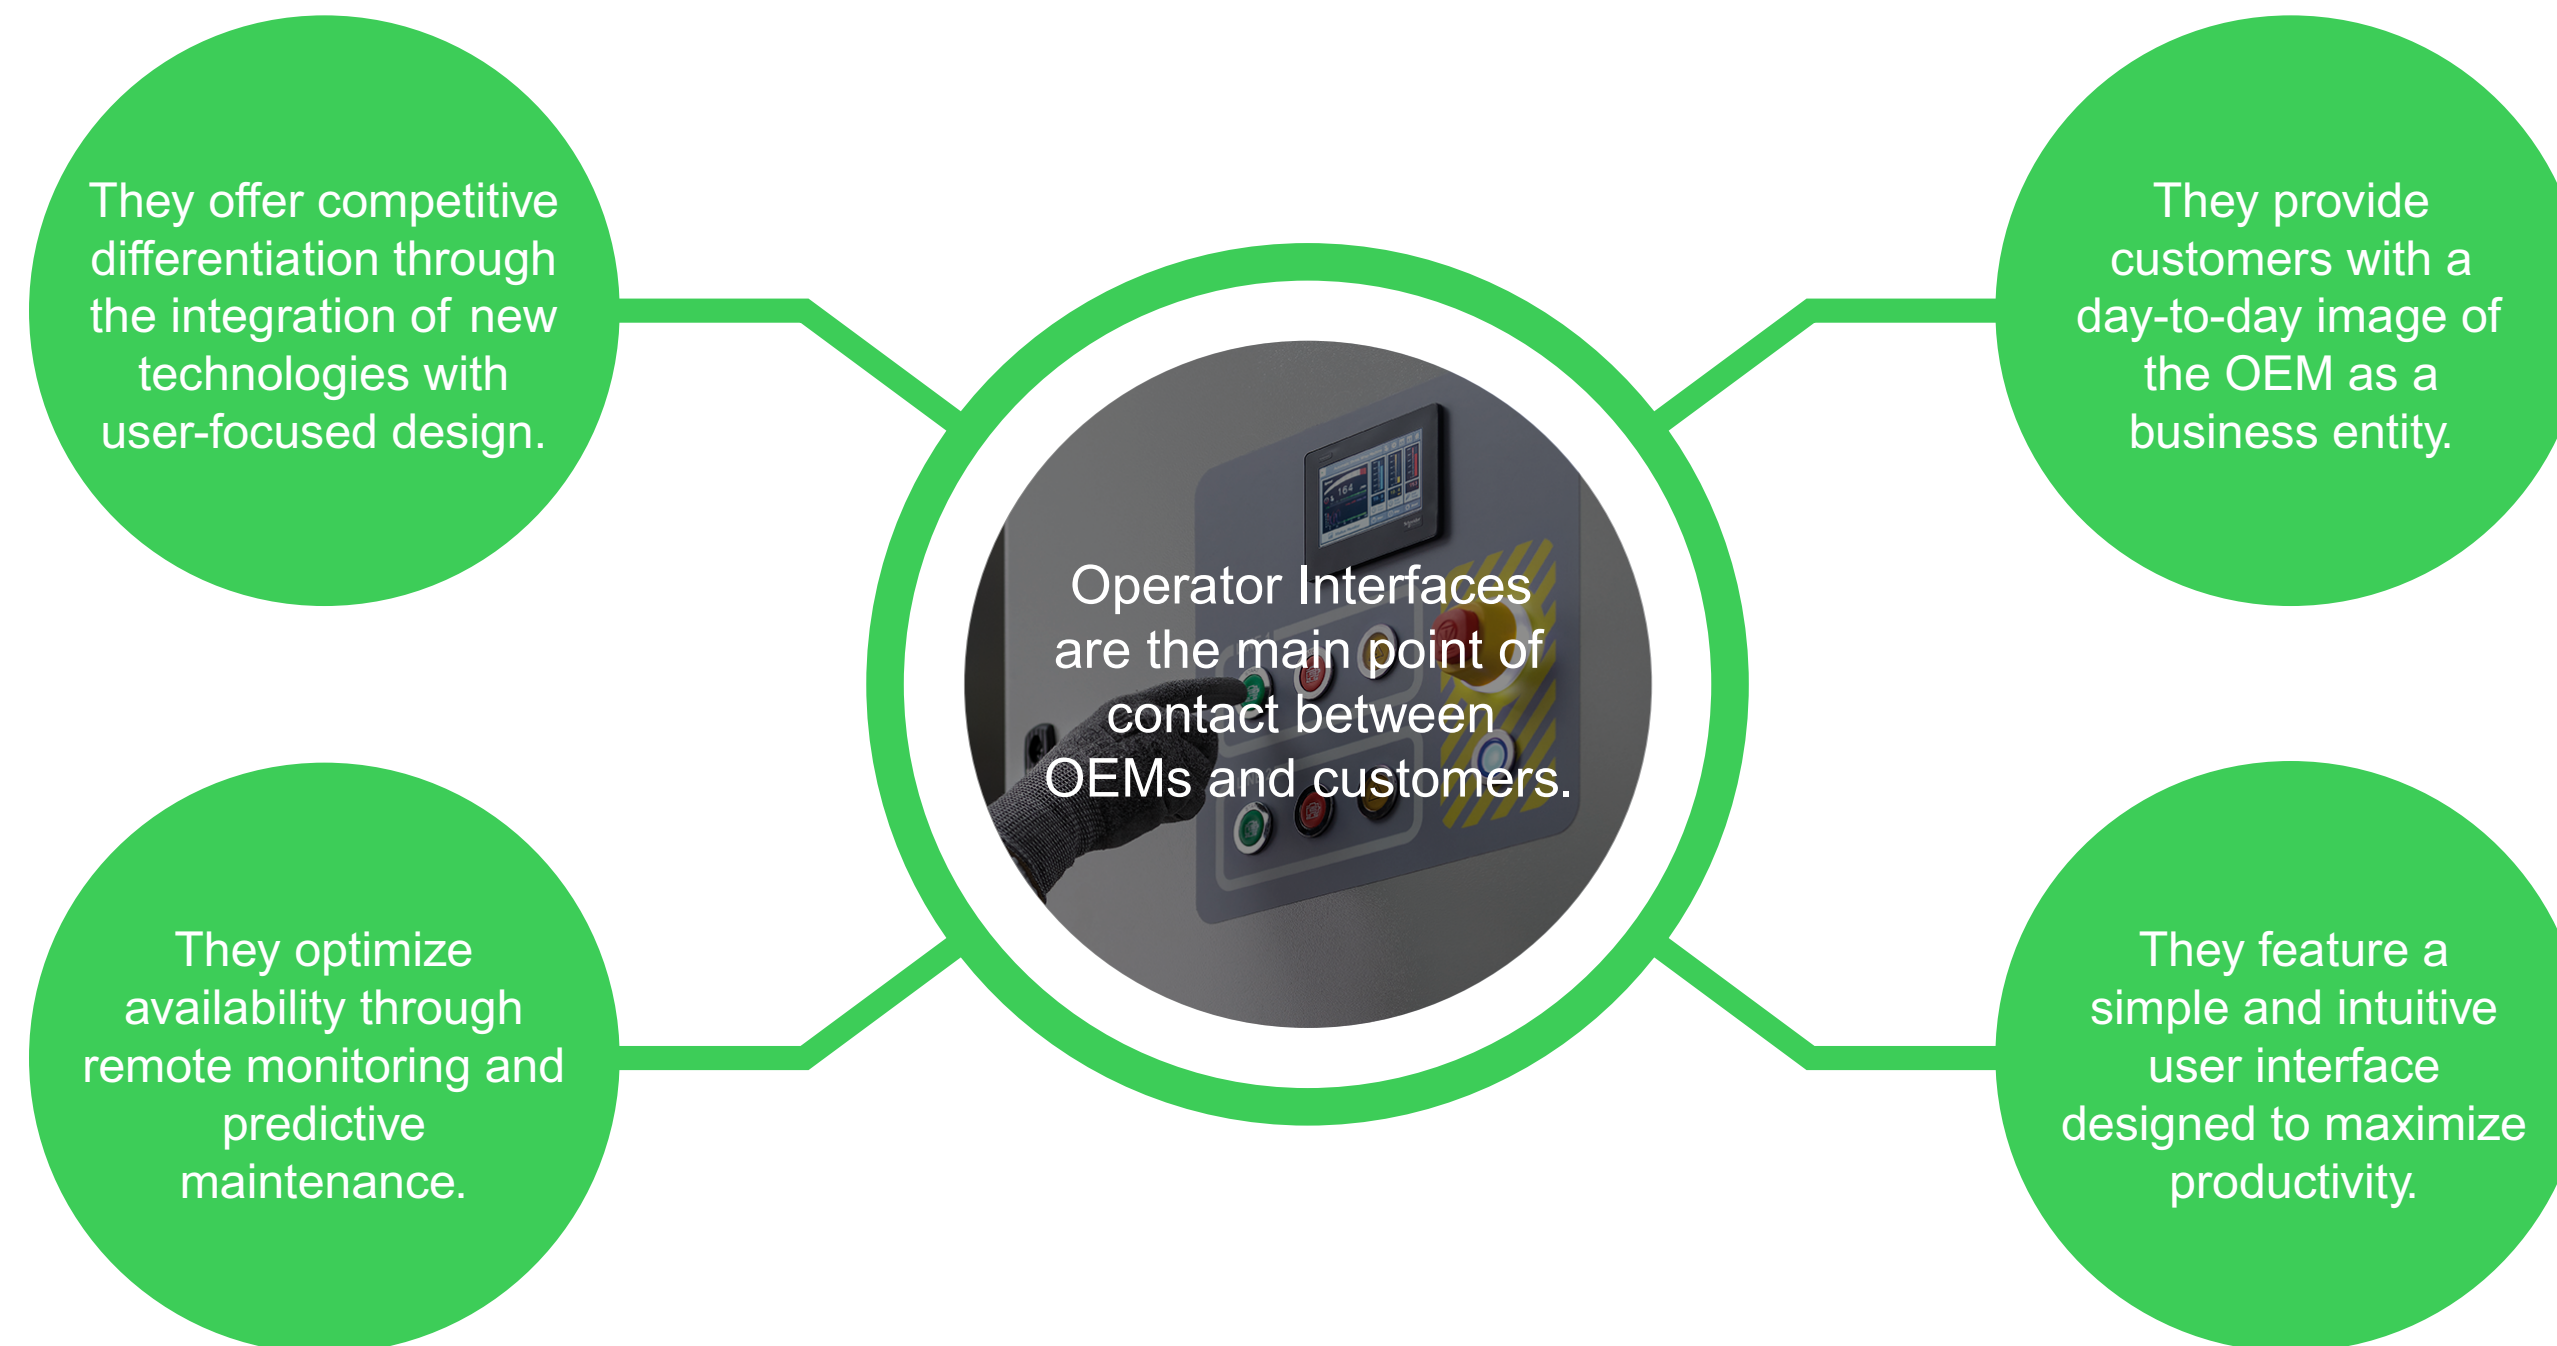 They offer competitive
differentiation through
the integration of new
technologies with
user-focused design.
They provide
customers with a
day-to-day image of
the OEM as a
business entity.
164
Operator Interfaces
are the main point of
contact between
OEMs and customers.
They optimize
availability through
remote monitoring and
predictive
maintenance.
They feature a
simple and intuitive
user interface
designed to maximize
productivity.